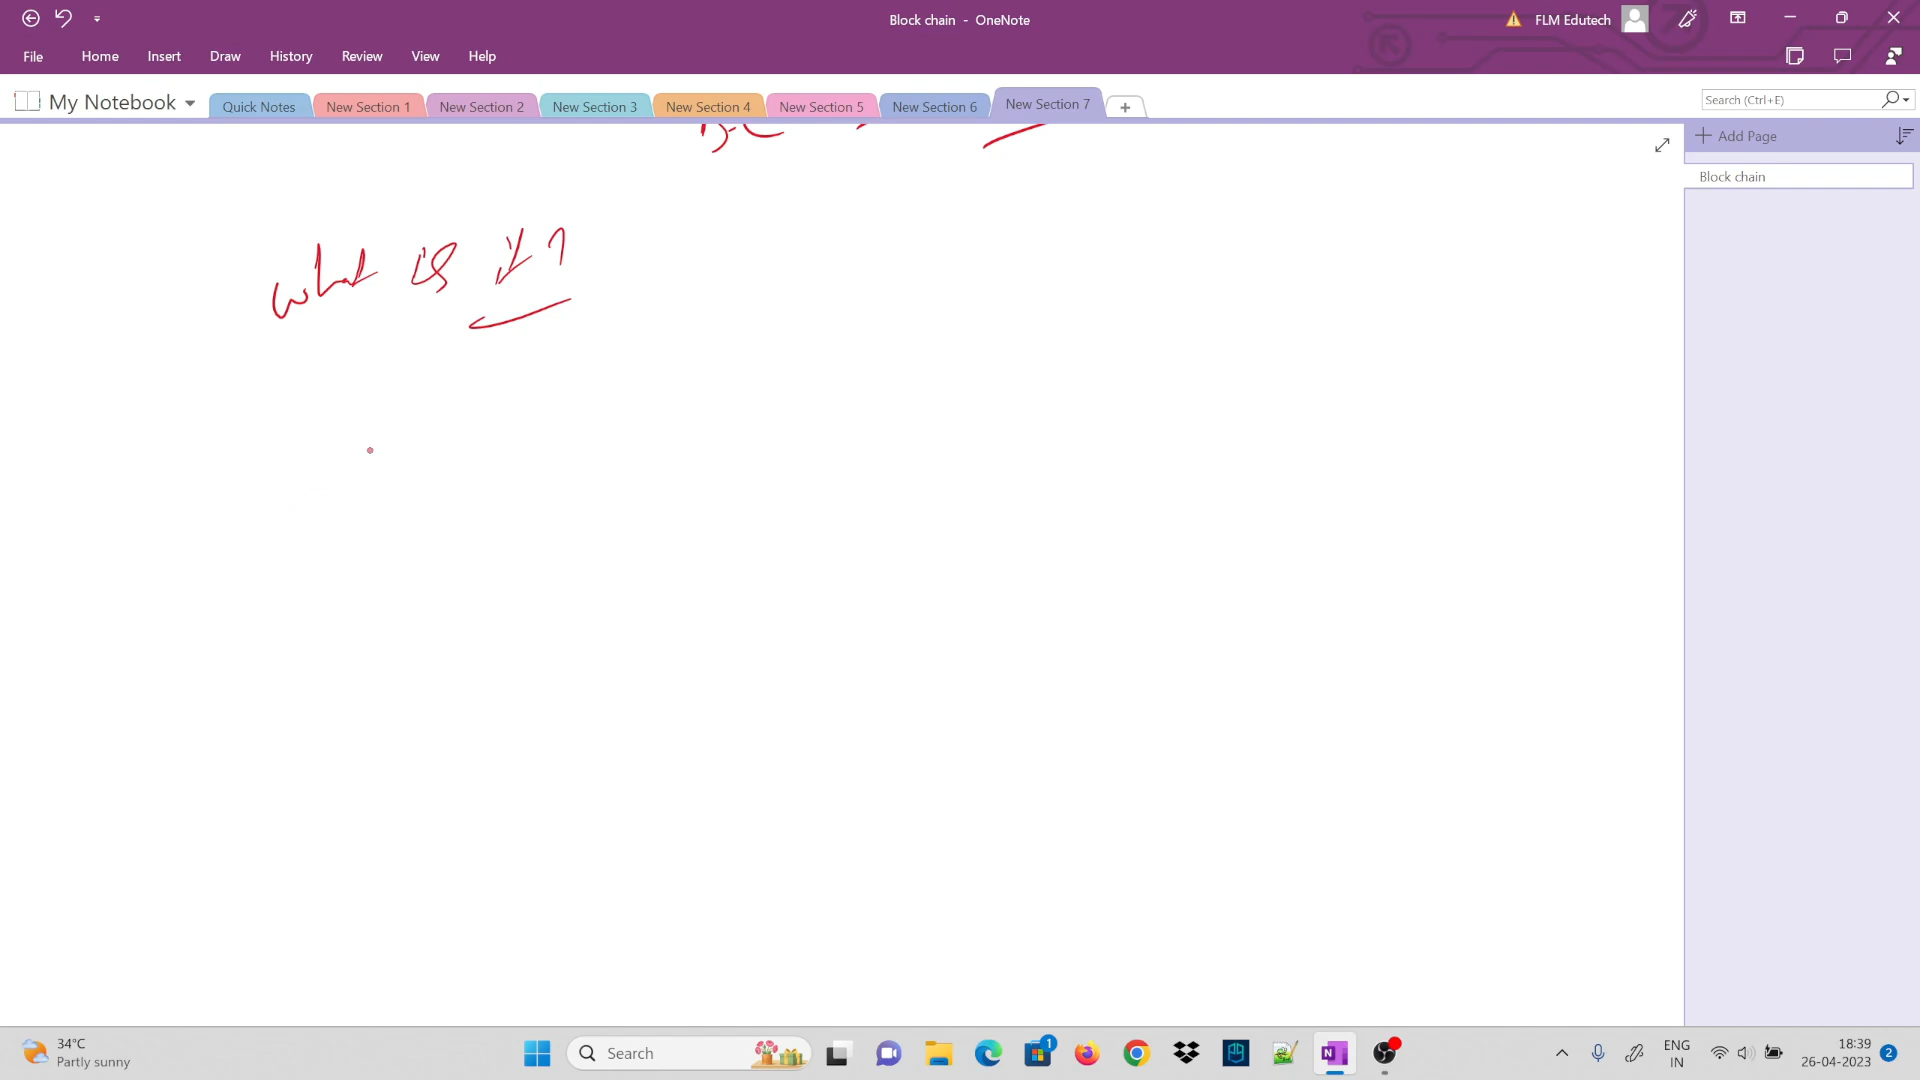 Block chain - OneNote
FLM Edutech
File Home Insert Draw History Review View Help
My Notebook
Quick Notes New Section 1 New Section 2 New Section 3 New Section 4 New Section 5 New Section 6 New Section 7
Search (Ctrl+E)
Add Page
Block chain
what is it?
34°C
Partly sunny
Search
1
ENG
IN
18:39
26-04-2023
2